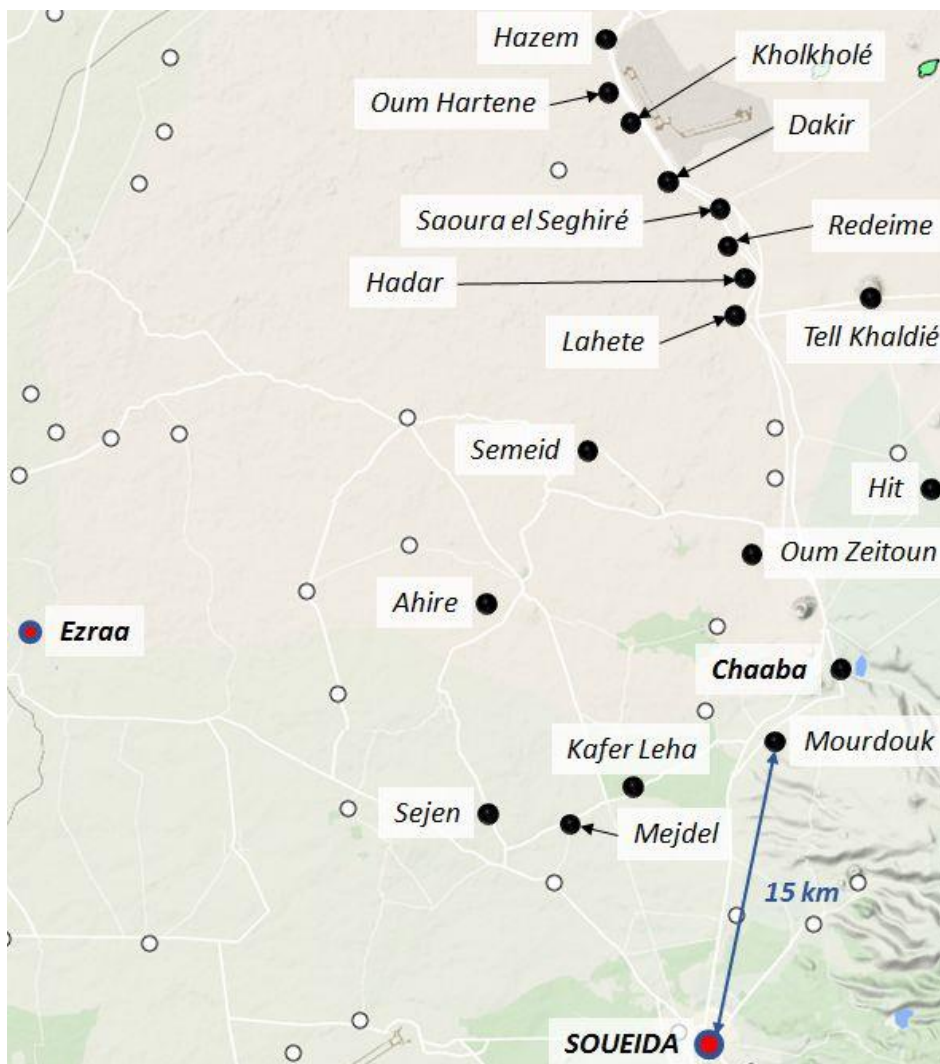 Hazem
Kholkholé
Oum Hartene
Dakir
Saoura el Seghiré
Redeime
Hadar
Lahete
Tell Khaldié
Semeid
Hit
Oum Zeitoun
Ahire
Ezraa
Chaaba
Mourdouk
Kafer Leha
Sejen
Mejdel
15 km
SOUEIDA